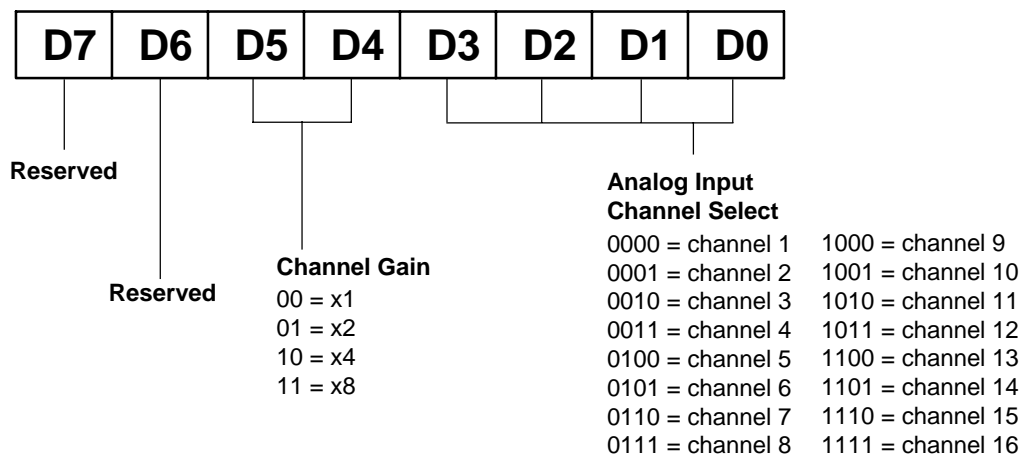 D7 D6 D5 D4 D3 D2 D1 D0
Reserved
Reserved
Channel Gain
00 = x1
01 = x2
10 = x4
11 = x8
Analog Input
Channel Select
0000 = channel 1 1000 = channel 9
0001 = channel 2 1001 = channel 10
0010 = channel 3 1010 = channel 11
0011 = channel 4 1011 = channel 12
0100 = channel 5 1100 = channel 13
0101 = channel 6 1101 = channel 14
0110 = channel 7 1110 = channel 15
0111 = channel 8 1111 = channel 16